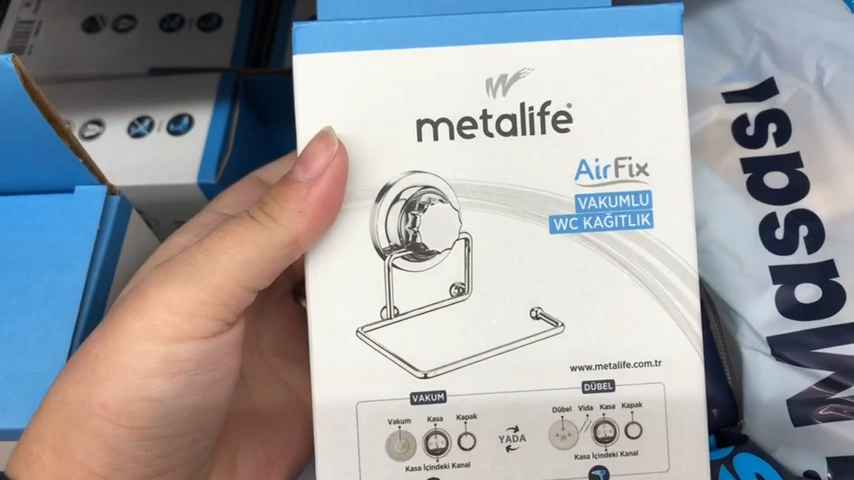 metalife®
AirFix
VAKUMLU
WC KAĞITLIK
www.metalife.com.tr
VAKUM
DÜBEL
Vakum Kasa Kapak
YADA
Dübel Vida Kasa Kapak
Kasa İçindeki Kanal
Kasa İçindeki Kanal
Masası